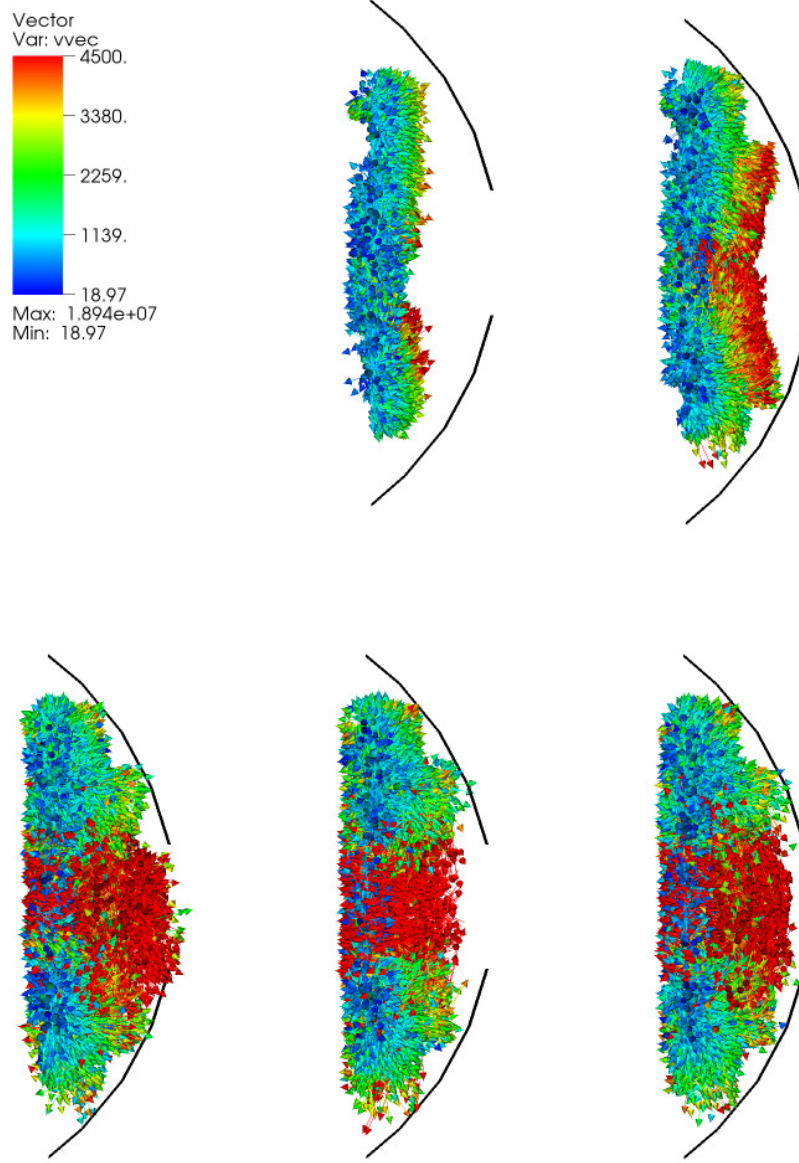 Vector
Var: vvec
4500.
3380.
2259.
1139.
18.97
Max: 1.894e+07
Min: 18.97